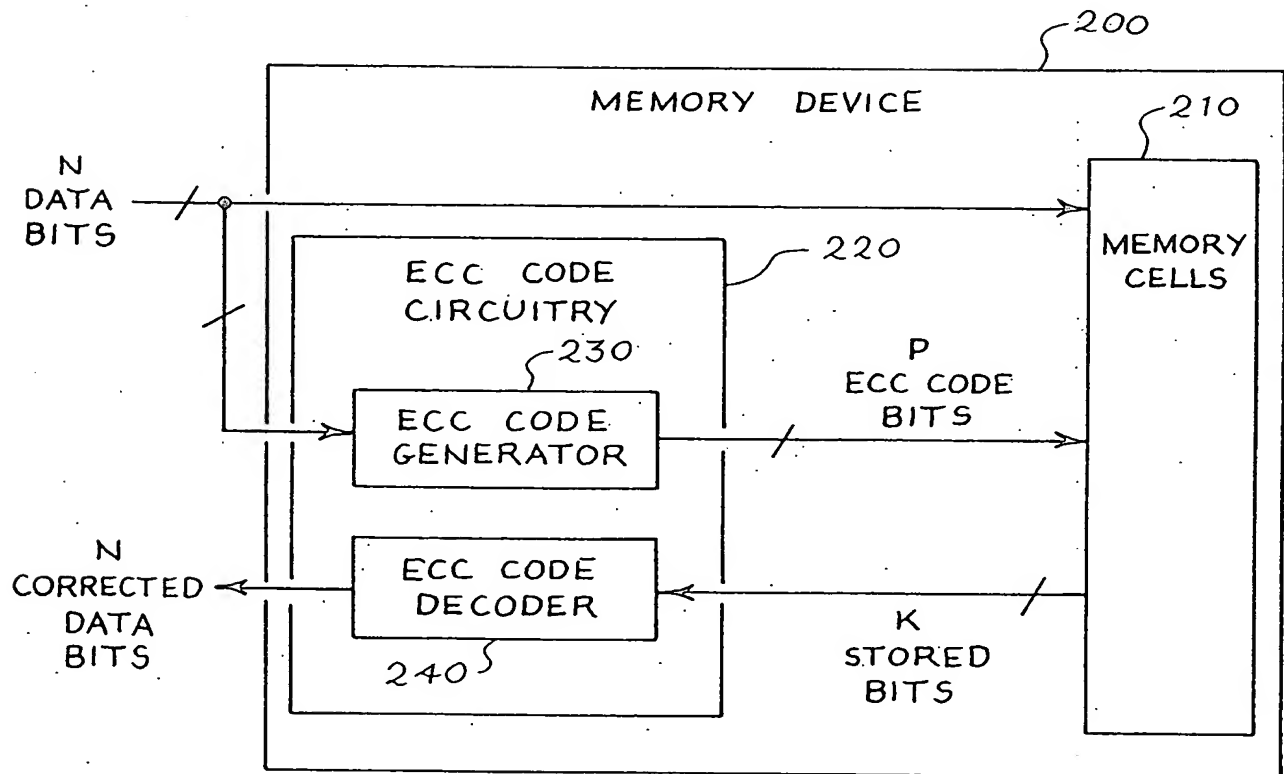 200
MEMORY DEVICE
210
N
DATA
BITS
MEMORY
CELLS
220
ECC CODE
CIRCUITRY
230
P
ECC CODE
BITS
ECC CODE
GENERATOR
N
CORRECTED
DATA
BITS
ECC CODE
DECODER
240
K
STORED
BITS